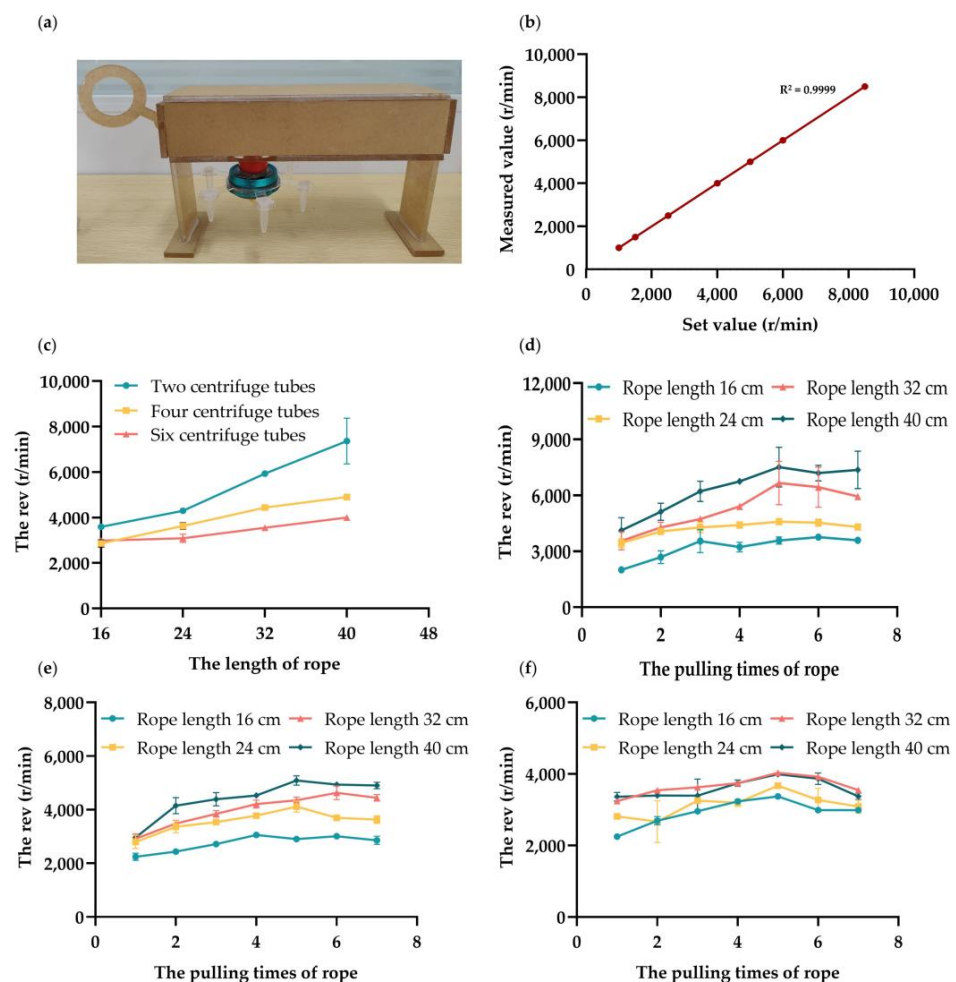 (a)
(b)
10,000
8,000
6,000
4,000
2,000
0
Measured value (r/min)
R² = 0.9999
0 2,000 4,000 6,000 8,000 10,000
Set value (r/min)
(c)
10,000
8,000
6,000
4,000
2,000
0
The rev (r/min)
Two centrifuge tubes
Four centrifuge tubes
Six centrifuge tubes
16 24 32 40 48
The length of rope
(d)
12,000
9,000
6,000
3,000
0
The rev (r/min)
Rope length 16 cm Rope length 32 cm
Rope length 24 cm Rope length 40 cm
0 2 4 6 8
The pulling times of rope
(e)
8,000
6,000
4,000
2,000
0
The rev (r/min)
Rope length 16 cm Rope length 32 cm
Rope length 24 cm Rope length 40 cm
0 2 4 6 8
The pulling times of rope
(f)
6,000
4,000
2,000
0
The rev (r/min)
Rope length 16 cm Rope length 32 cm
Rope length 24 cm Rope length 40 cm
0 2 4 6 8
The pulling times of rope